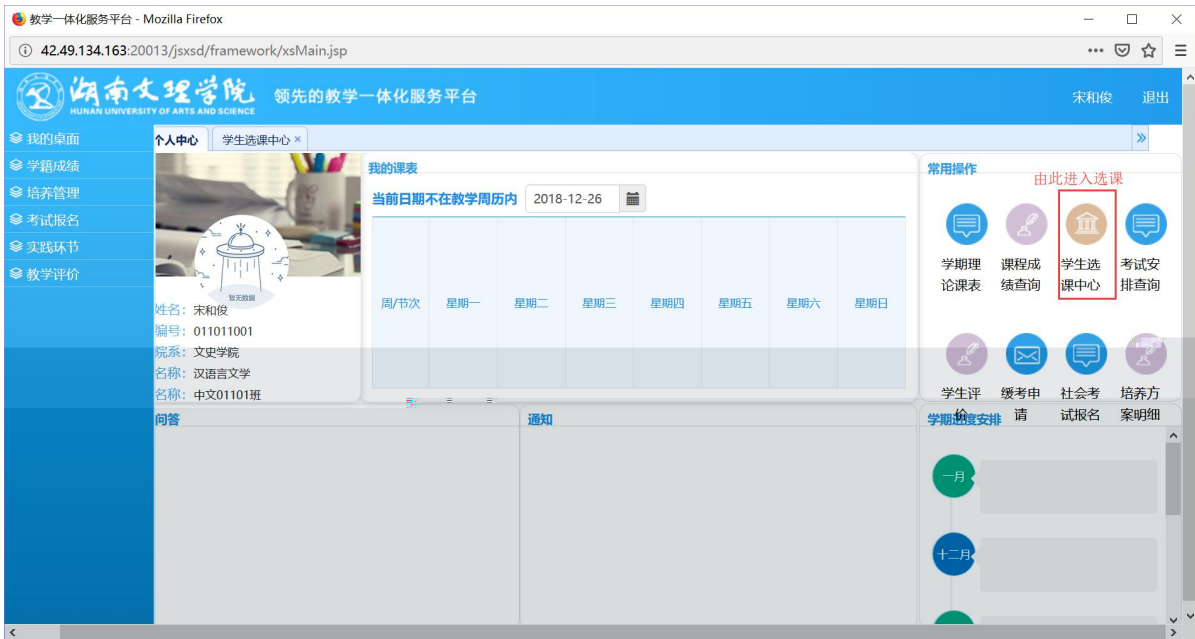 教学一体化服务平台 - Mozilla Firefox
42.49.134.163:20013/jsxsd/framework/xsMain.jsp
湖南文理学院
HUNAN UNIVERSITY OF ARTS AND SCIENCE
领先的教学一体化服务平台
宋和俊 退出
我的桌面
学籍成绩
培养管理
考试报名
实践环节
教学评价
个人中心 学生选课中心 ×
暂无数据
姓名：宋和俊
编号：011011001
院系：文史学院
名称：汉语言文学
名称：中文01101班
我的课表
当前日期不在教学周历内 2018-12-26
周/节次 星期一 星期二 星期三 星期四 星期五 星期六 星期日
常用操作
由此进入选课
学期理论课表
课程成绩查询
学生选课中心
考试安排查询
学生评价
缓考申请
社会考试报名
培养方案明细
问答
通知
学期进度安排
一月
十二月